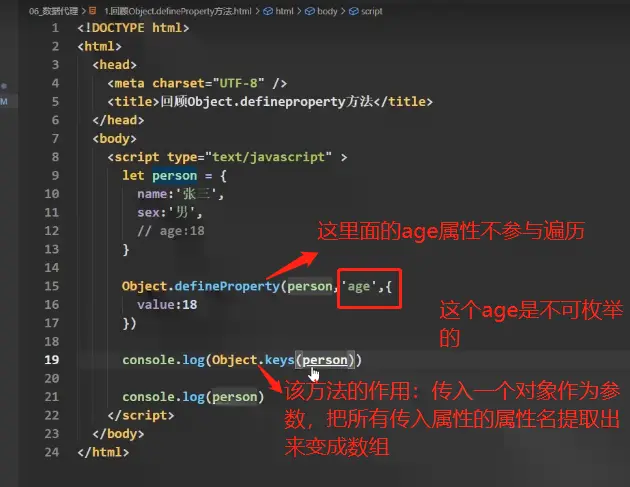 06_数据代理 > 1.回顾Object.defineProperty方法.html > html > body > script
1 <!DOCTYPE html>
2 <html>
3 <head>
4 <meta charset="UTF-8" />
5 <title>回顾Object.defineproperty方法</title>
6 </head>
7 <body>
8 <script type="text/javascript" >
9 let person = {
10 name:'张三',
11 sex:'男',
12 // age:18
这里面的age属性不参与遍历
13 }
14
15 Object.defineProperty(person,'age',{
16 value:18
这个age是不可枚举
的
17 })
18
M
19 console.log(Object.keys(person))
20
该方法的作用：传入一个对象作为参
数，把所有传入属性的属性名提取出
来变成数组
21 console.log(person)
22 </script>
23 </body>
24 </html>